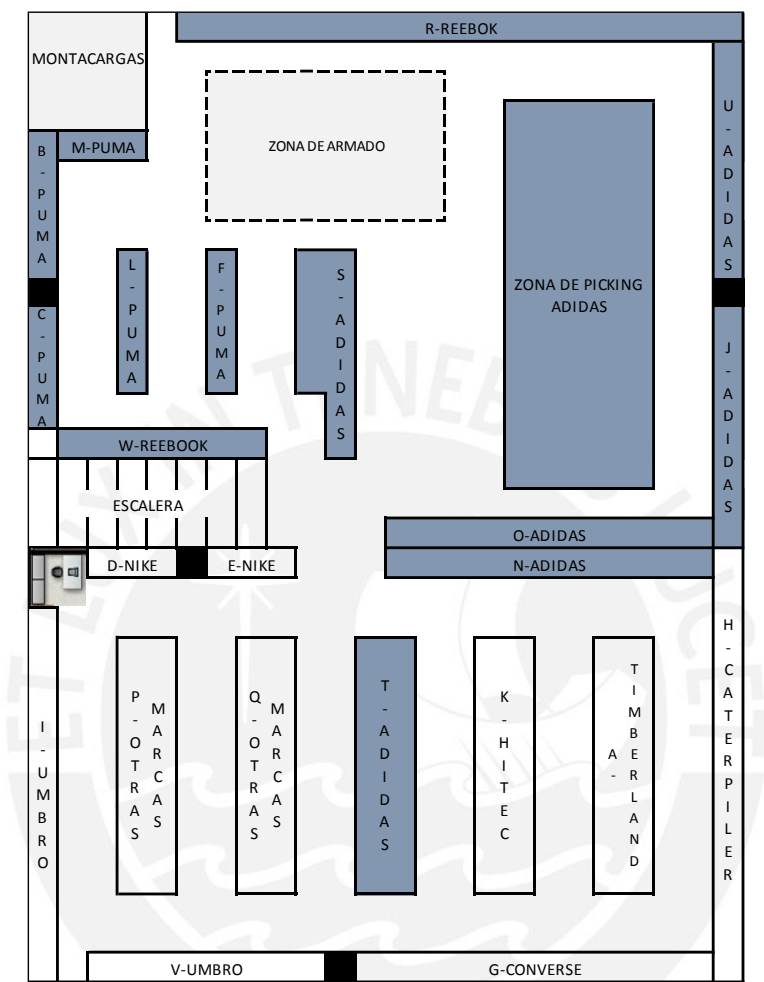 R-REEBOK
MONTACARGAS
U-ADIDAS
M-PUMA
ZONA DE ARMADO
B-PUMA
L-PUMA
F-PUMA
S-ADIDAS
ZONA DE PICKING
ADIDAS
C-PUMA
J-ADIDAS
W-REEBOOK
ESCALERA
O-ADIDAS
D-NIKE
E-NIKE
N-ADIDAS
H-CATERPILER
I-UMBRO
P-OTRAS
MARCAS
Q-OTRAS
MARCAS
T-ADIDAS
K-HITEC
A-
TIMBERLAND
V-UMBRO
G-CONVERSE